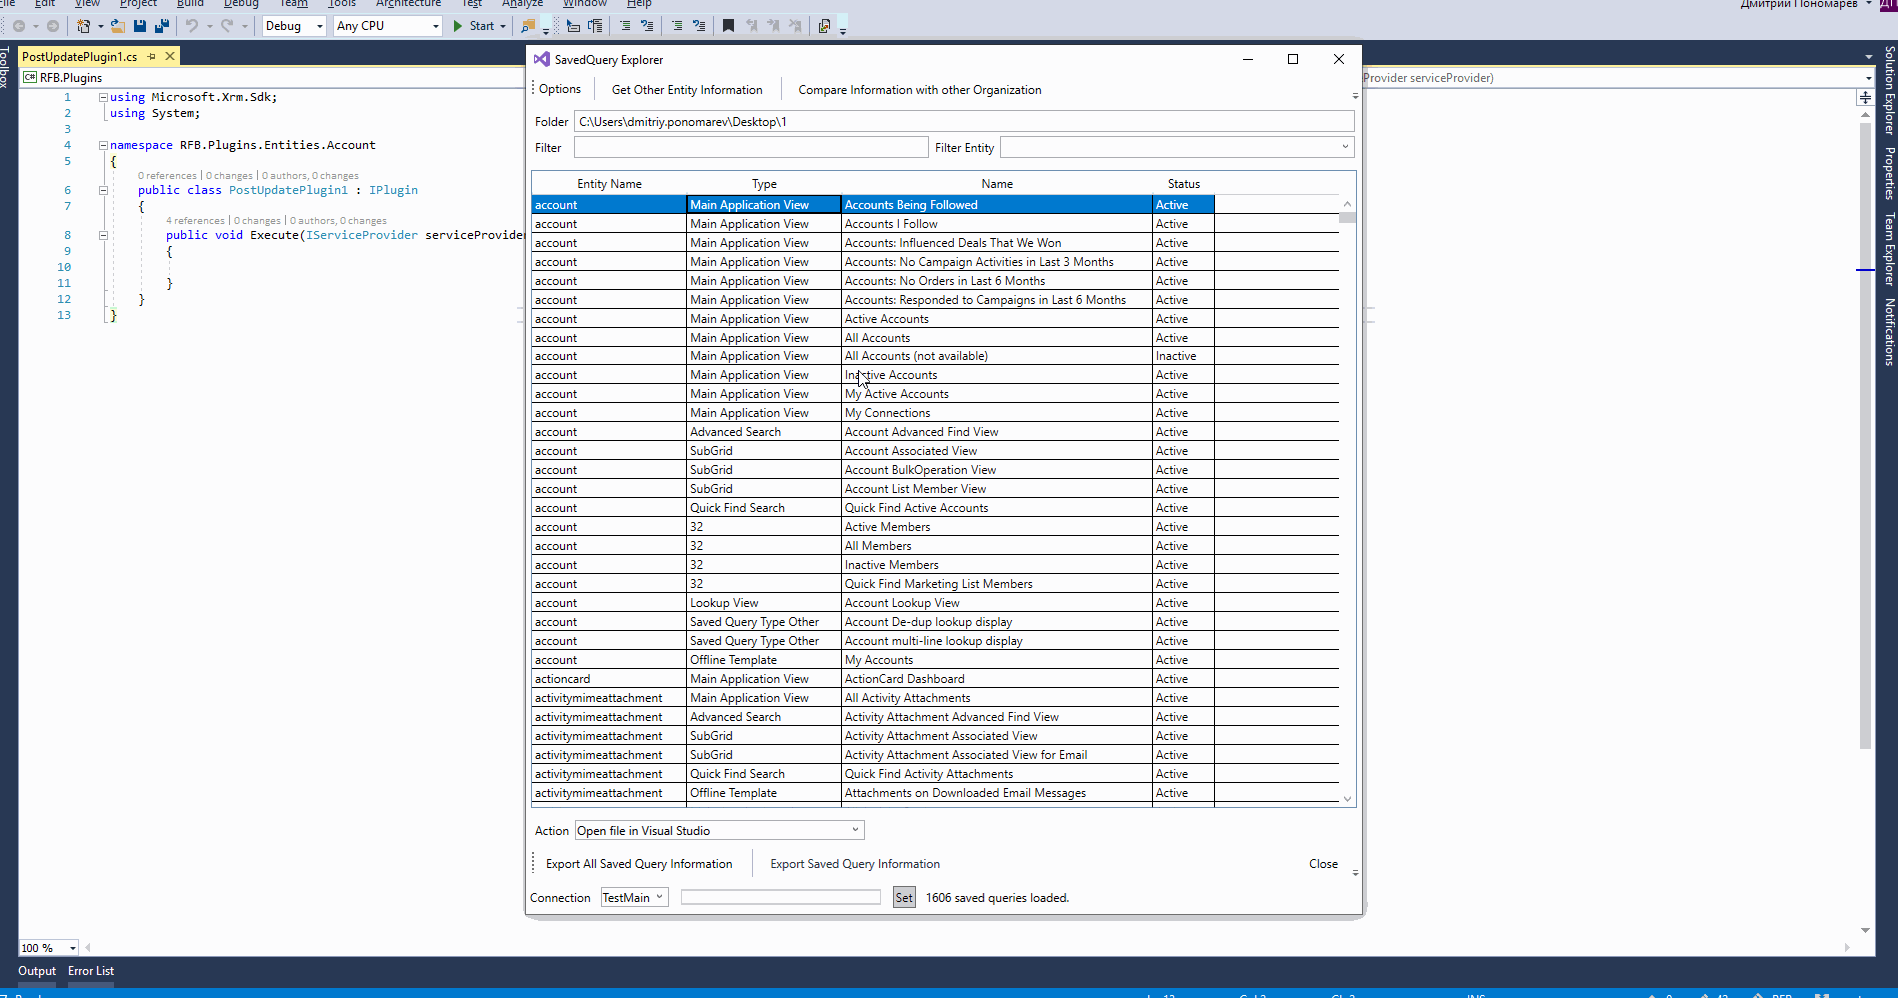 File Edit View Project Build Debug Team Tools Architecture Test Analyze Window Help
Дмитрий Пономарев
Debug Any CPU Start
Toolbox
PostUpdatePlugin1.cs
RFB.Plugins
Provider serviceProvider)
1 using Microsoft.Xrm.Sdk;
2 using System;
3
4 namespace RFB.Plugins.Entities.Account
5 {
0 references | 0 changes | 0 authors, 0 changes
6 public class PostUpdatePlugin1 : IPlugin
7 {
4 references | 0 changes | 0 authors, 0 changes
8 public void Execute(IServiceProvider serviceProvider
9 {
10
11 }
12 }
13 }
SavedQuery Explorer
Options Get Other Entity Information Compare Information with other Organization
Folder C:\Users\dmitriy.ponomarev\Desktop\1
Filter Filter Entity
Entity Name Type Name Status
account Main Application View Accounts Being Followed Active
account Main Application View Accounts I Follow Active
account Main Application View Accounts: Influenced Deals That We Won Active
account Main Application View Accounts: No Campaign Activities in Last 3 Months Active
account Main Application View Accounts: No Orders in Last 6 Months Active
account Main Application View Accounts: Responded to Campaigns in Last 6 Months Active
account Main Application View Active Accounts Active
account Main Application View All Accounts Active
account Main Application View All Accounts (not available) Inactive
account Main Application View Inactive Accounts Active
account Main Application View My Active Accounts Active
account Main Application View My Connections Active
account Advanced Search Account Advanced Find View Active
account SubGrid Account Associated View Active
account SubGrid Account BulkOperation View Active
account SubGrid Account List Member View Active
account Quick Find Search Quick Find Active Accounts Active
account 32 Active Members Active
account 32 All Members Active
account 32 Inactive Members Active
account 32 Quick Find Marketing List Members Active
account Lookup View Account Lookup View Active
account Saved Query Type Other Account De-dup lookup display Active
account Saved Query Type Other Account multi-line lookup display Active
account Offline Template My Accounts Active
actioncard Main Application View ActionCard Dashboard Active
activitymimeattachment Main Application View All Activity Attachments Active
activitymimeattachment Advanced Search Activity Attachment Advanced Find View Active
activitymimeattachment SubGrid Activity Attachment Associated View Active
activitymimeattachment SubGrid Activity Attachment Associated View for Email Active
activitymimeattachment Quick Find Search Quick Find Activity Attachments Active
activitymimeattachment Offline Template Attachments on Downloaded Email Messages Active
Action Open file in Visual Studio
Export All Saved Query Information Export Saved Query Information Close
Connection TestMain Set 1606 saved queries loaded.
Solution Explorer
Properties
Team Explorer
Notifications
100 %
Output Error List